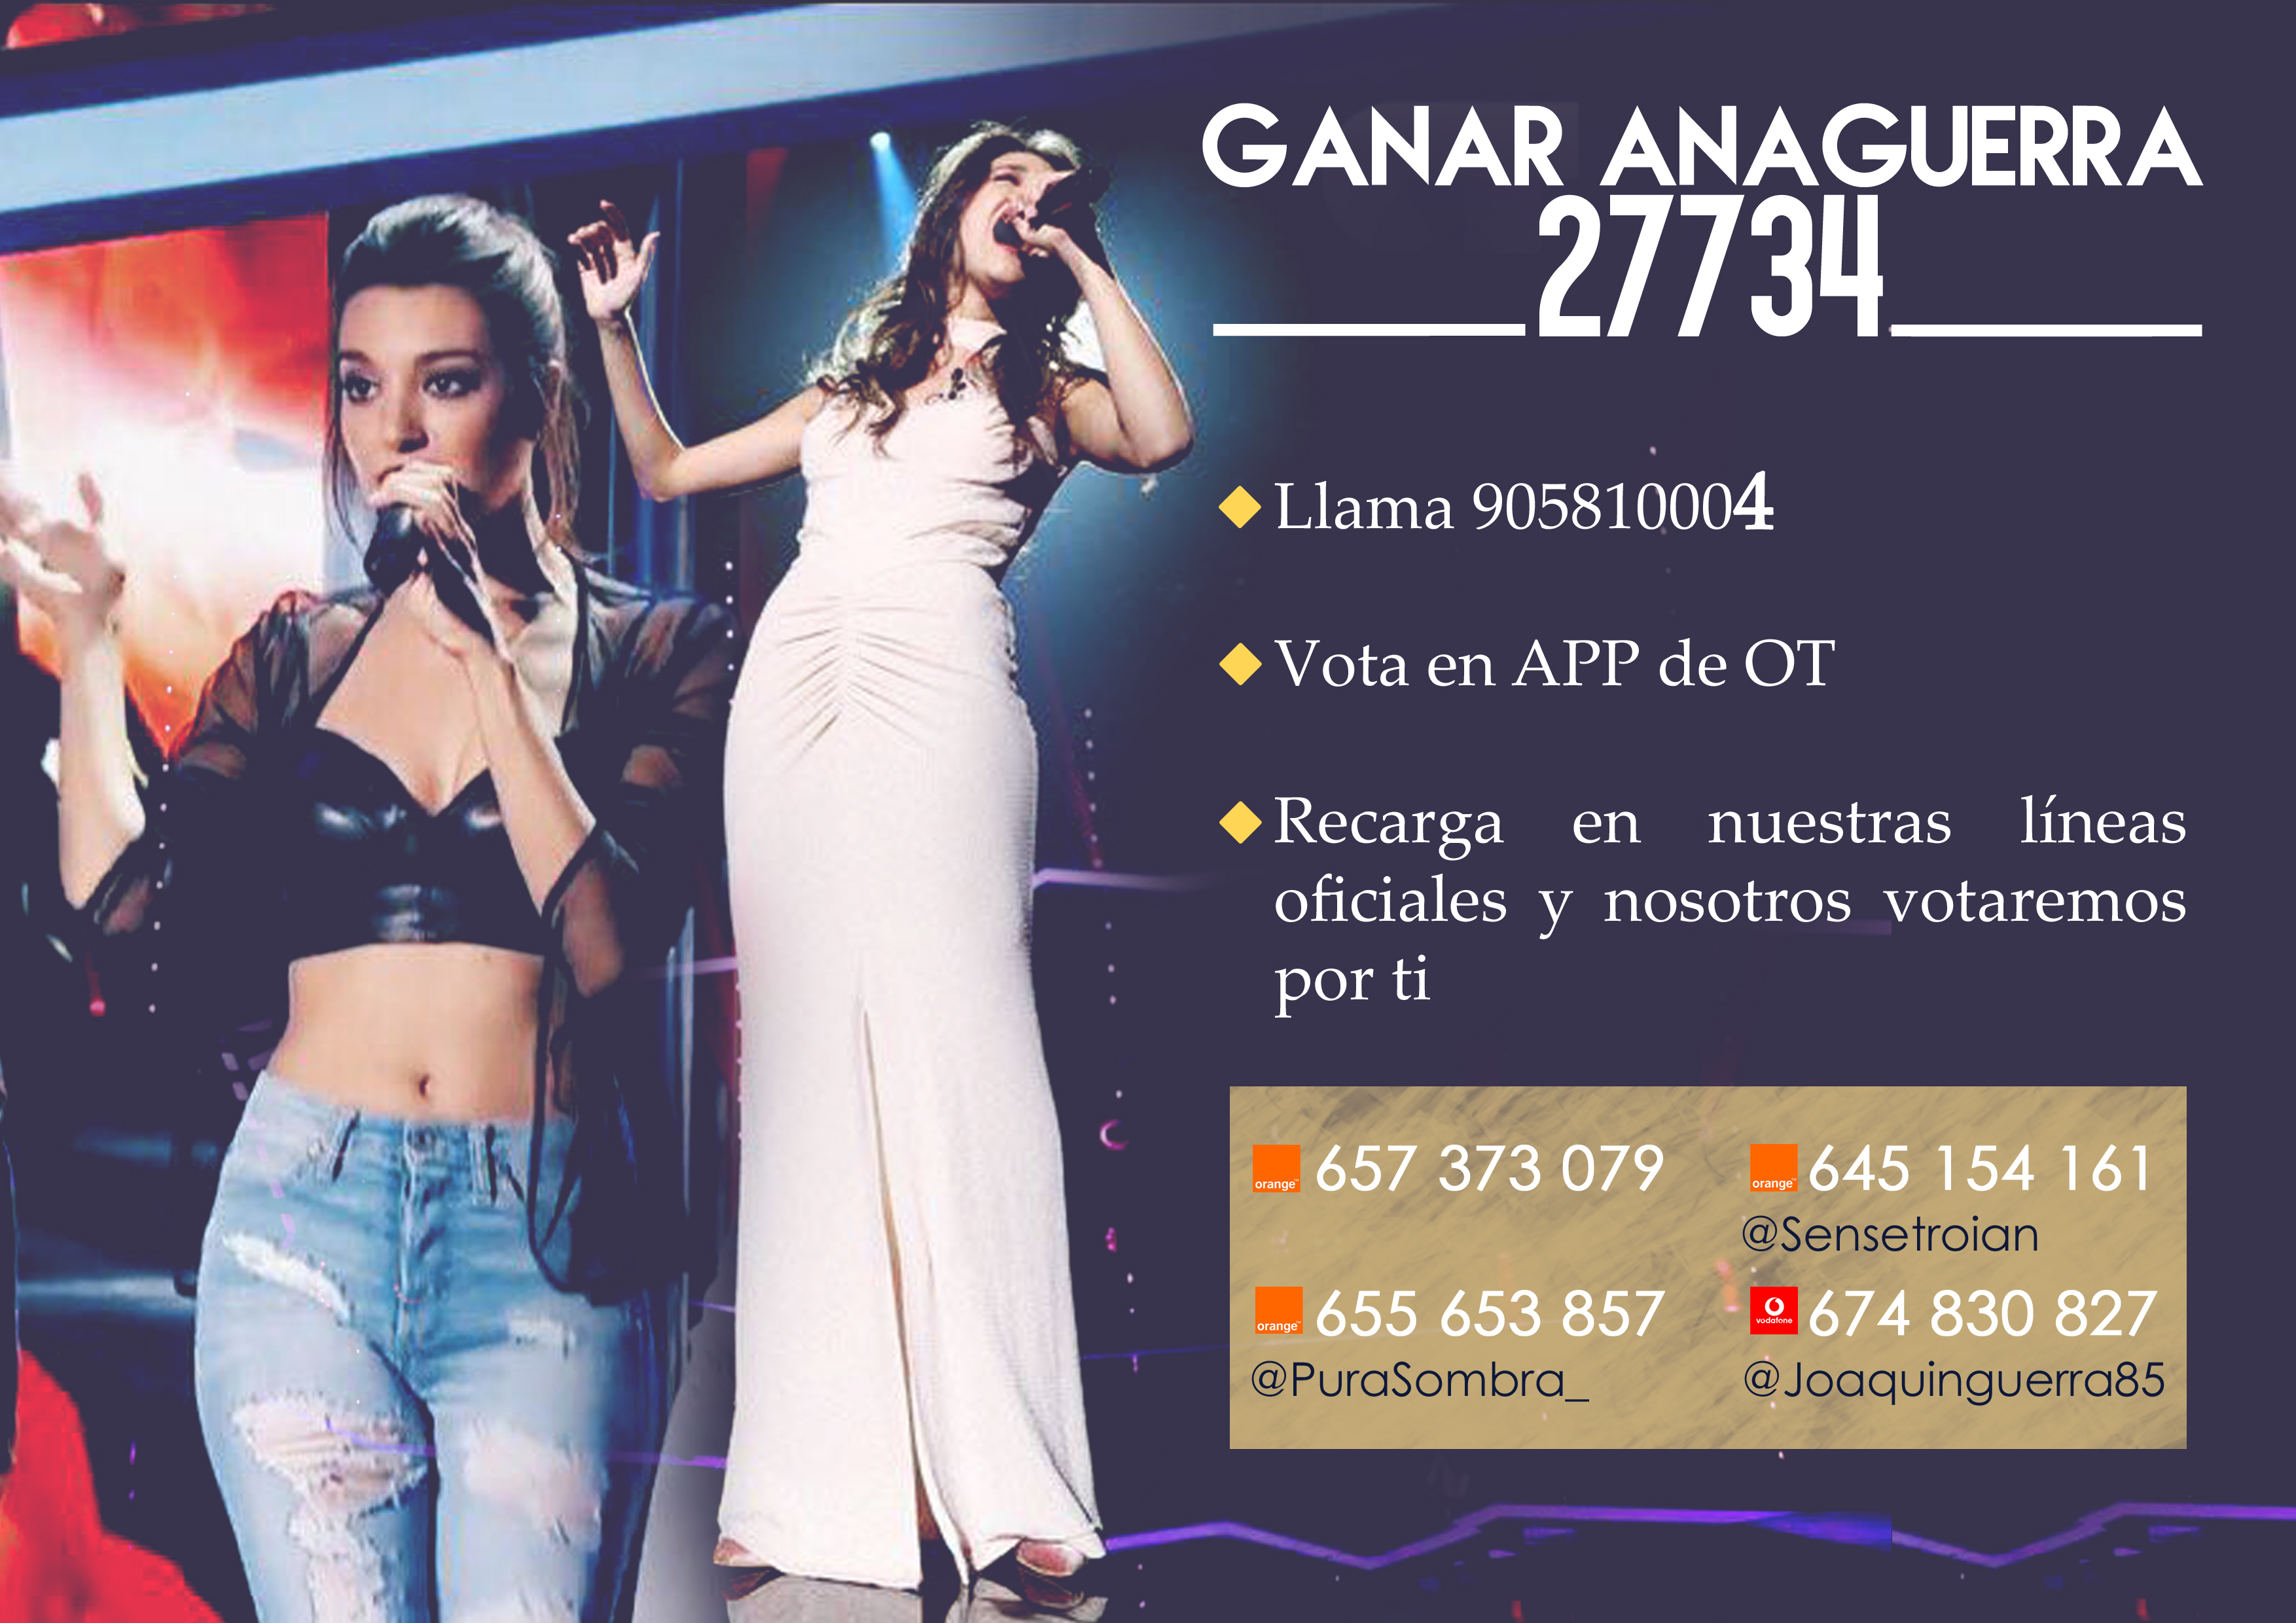 GANAR ANAGUERRA
27734
Llama 905810004
Vota en APP de OT
Recarga en nuestras líneas
oficiales y nosotros votaremos
por ti
orange 657 373 079
orange 645 154 161
@Sensetroian
orange 655 653 857
vodafone 674 830 827
@PuraSombra_
@Joaquinguerra85